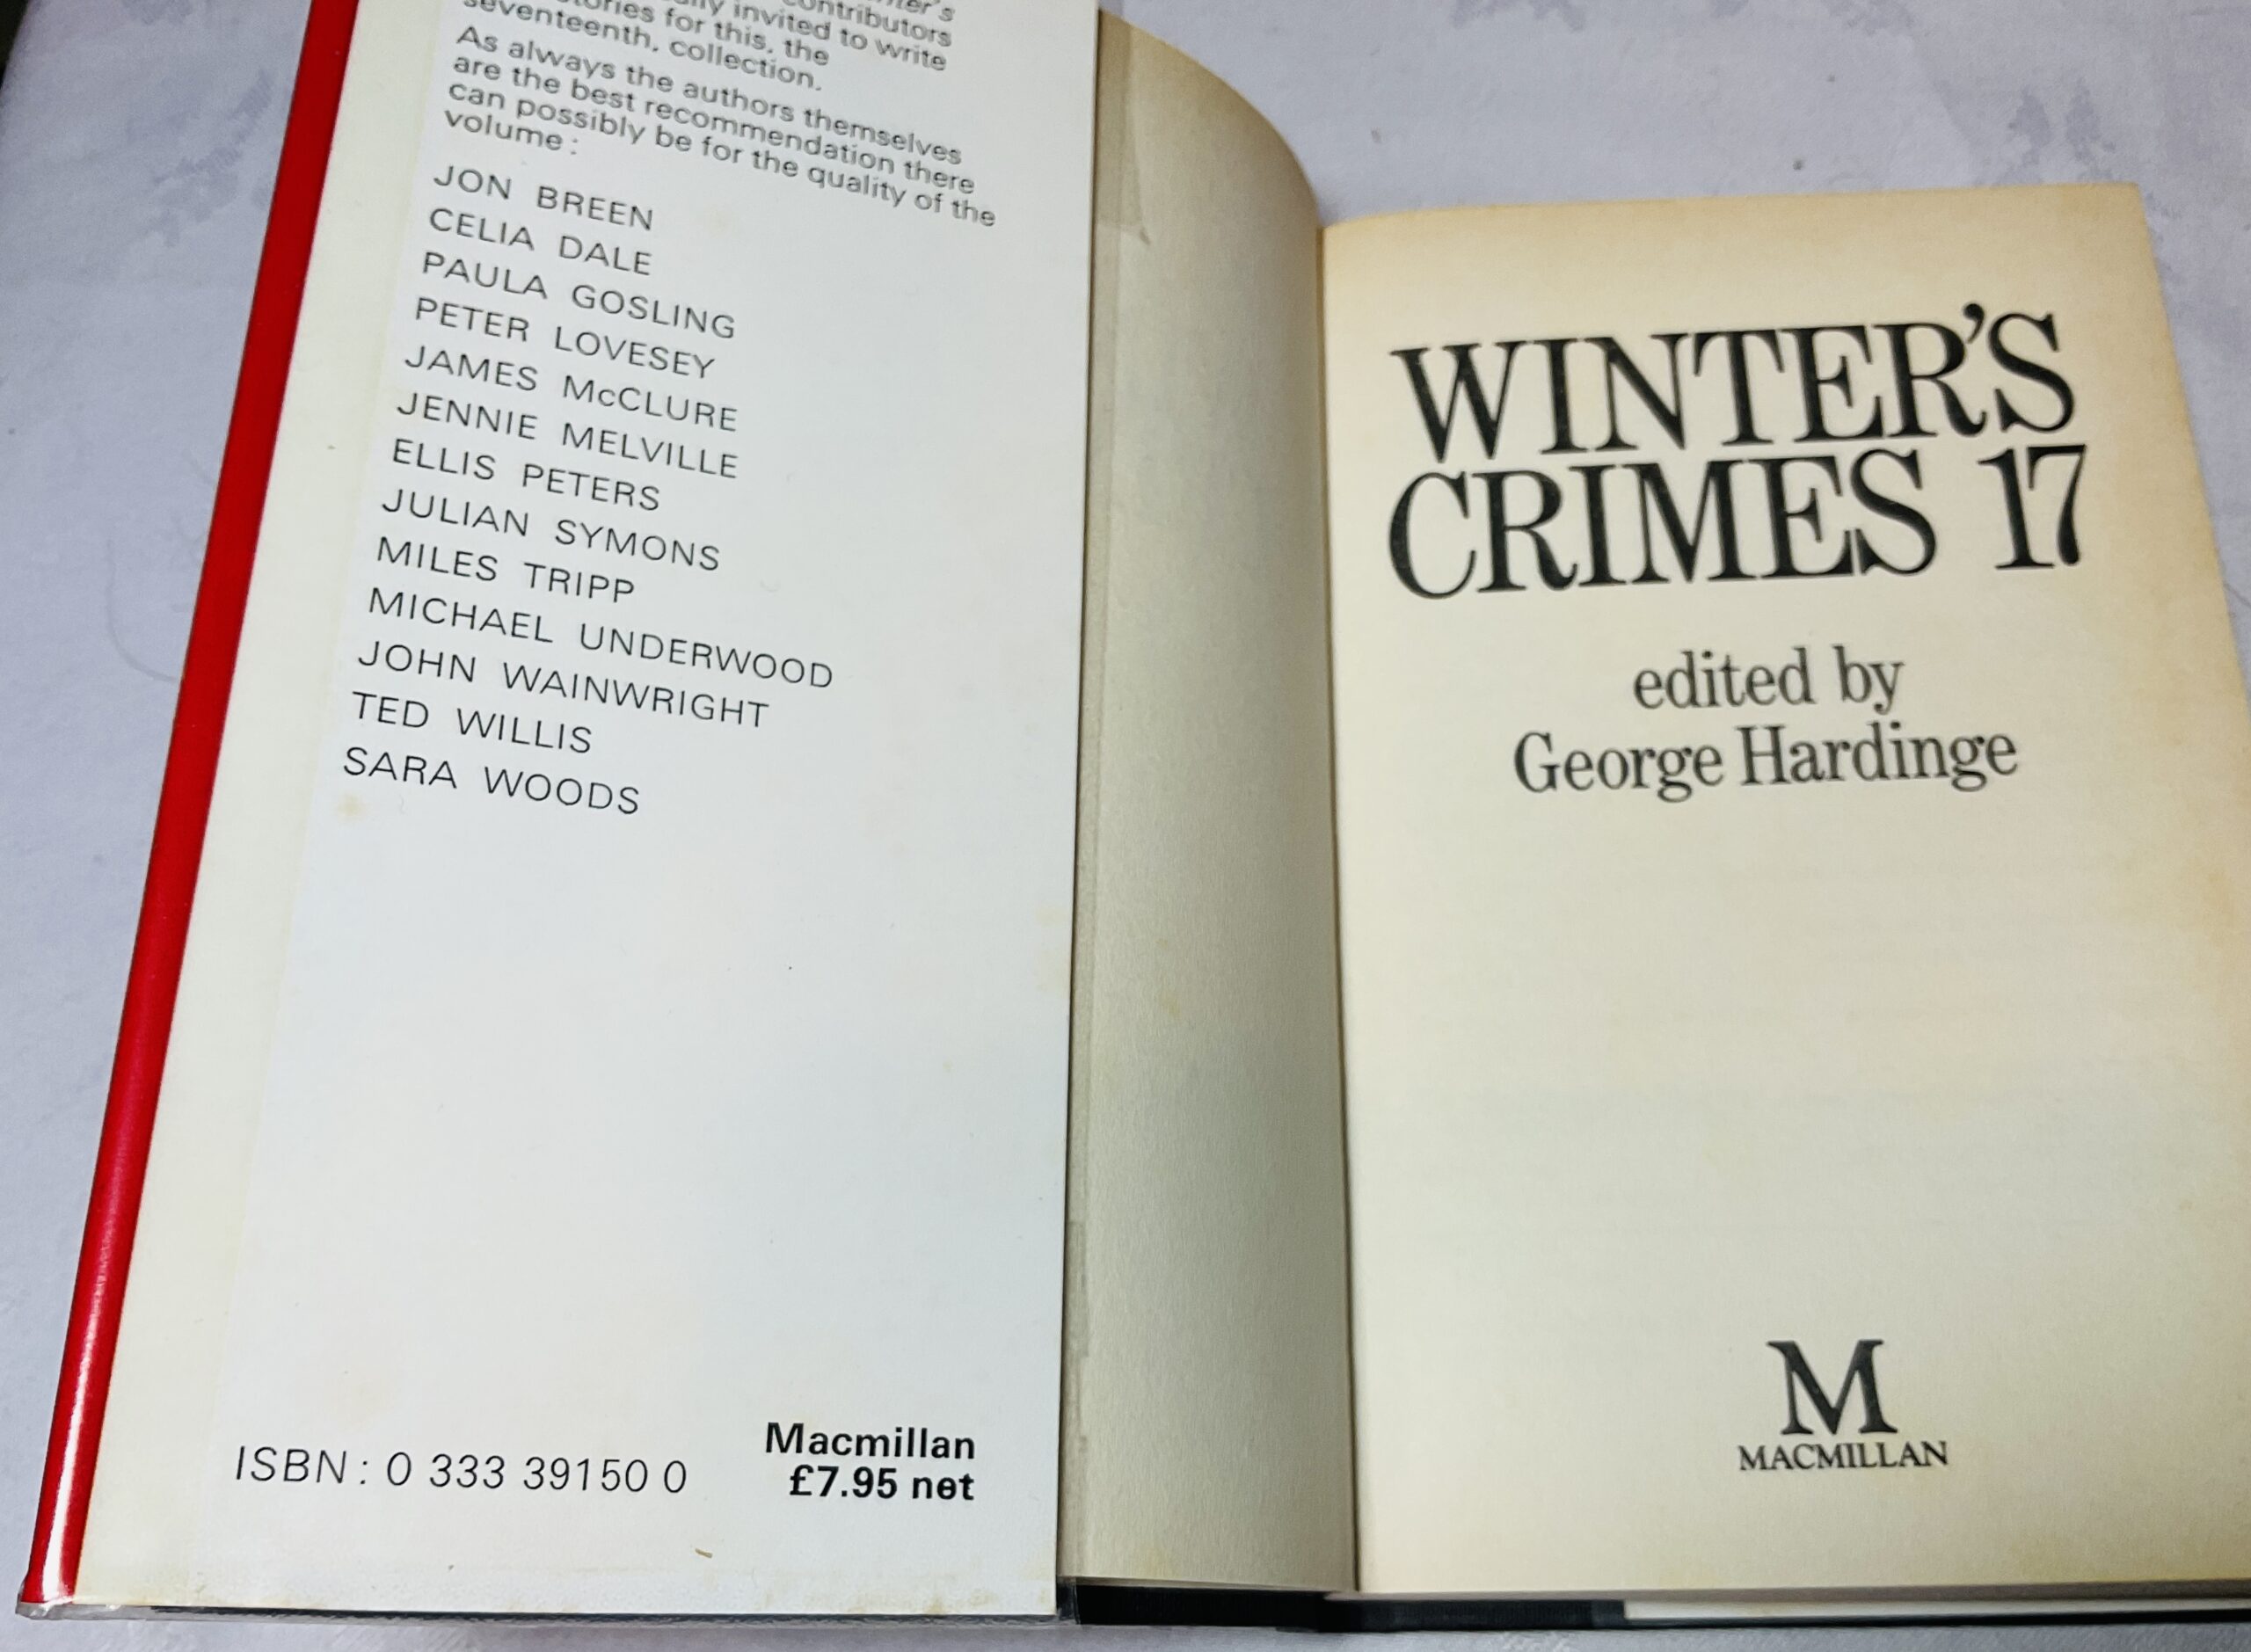 contributors
invited to write
for this, the
seventeenth, collection.
As always the authors themselves
are the best recommendation there
can possibly be for the quality of the
volume :
JON BREEN
CELIA DALE
PAULA GOSLING
PETER LOVESEY
JAMES McCLURE
JENNIE MELVILLE
ELLIS PETERS
JULIAN SYMONS
MILES TRIPP
MICHAEL UNDERWOOD
JOHN WAINWRIGHT
TED WILLIS
SARA WOODS
ISBN : 0 333 39150 0
Macmillan
£7.95 net
WINTER'S
CRIMES 17
edited by
George Hardinge
M
MACMILLAN